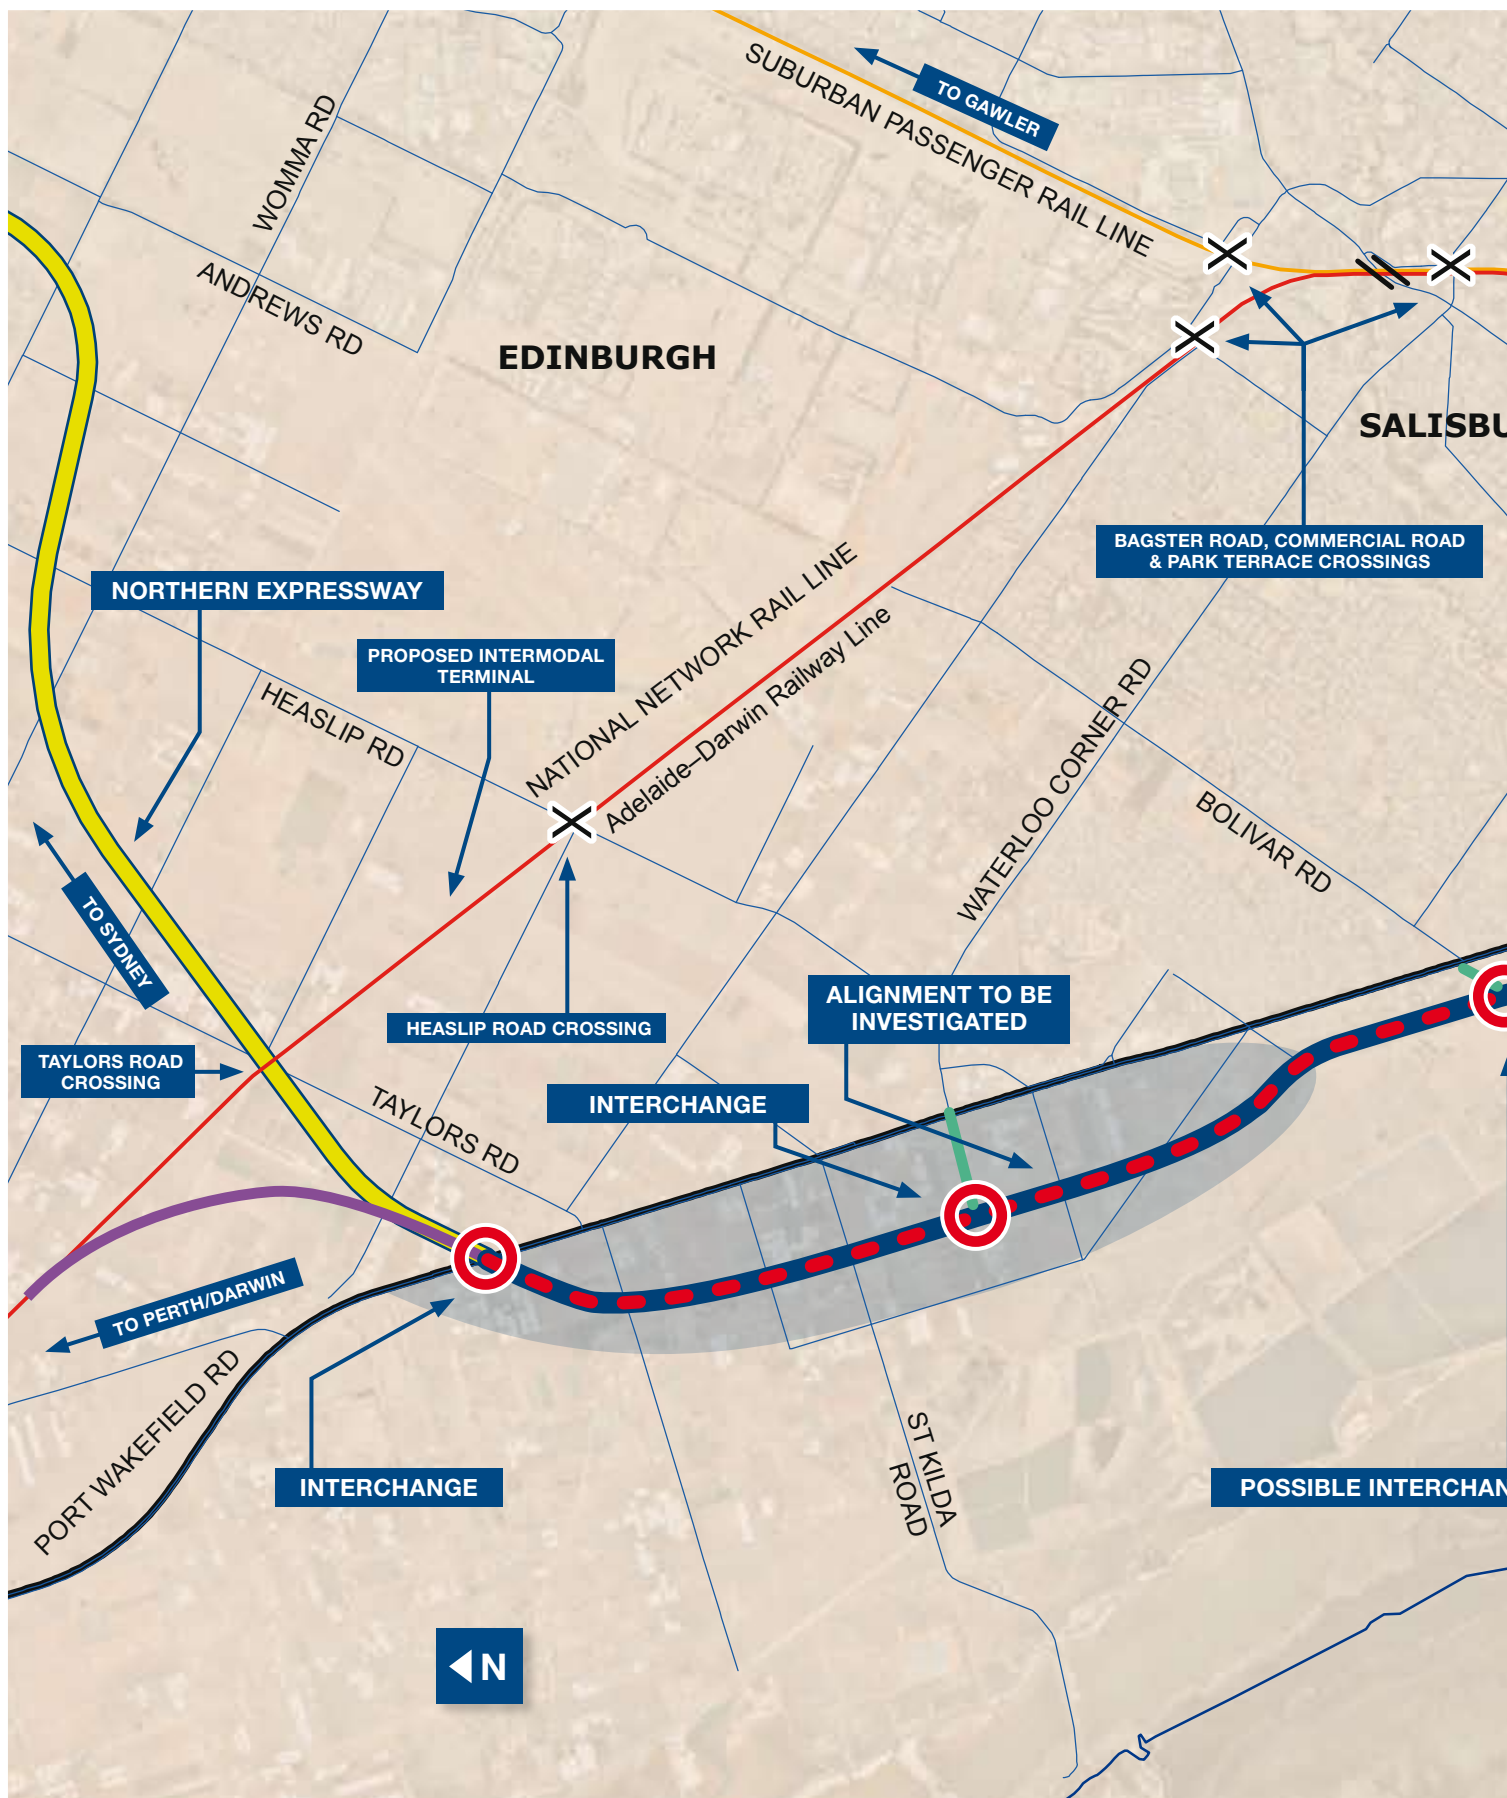 SUBURBAN PASSENGER RAIL LINE
TO GAWLER
WOMMA RD
ANDREWS RD
EDINBURGH
SALISBU
BAGSTER ROAD, COMMERCIAL ROAD
& PARK TERRACE CROSSINGS
NORTHERN EXPRESSWAY
PROPOSED INTERMODAL
TERMINAL
NATIONAL NETWORK RAIL LINE
Adelaide–Darwin Railway Line
HEASLIP RD
WATERLOO CORNER RD
BOLIVAR RD
TO SYDNEY
HEASLIP ROAD CROSSING
ALIGNMENT TO BE
INVESTIGATED
TAYLORS ROAD
CROSSING
INTERCHANGE
TAYLORS RD
TO PERTH/DARWIN
PORT WAKEFIELD RD
ST KILDA
ROAD
INTERCHANGE
POSSIBLE INTERCHAN
N